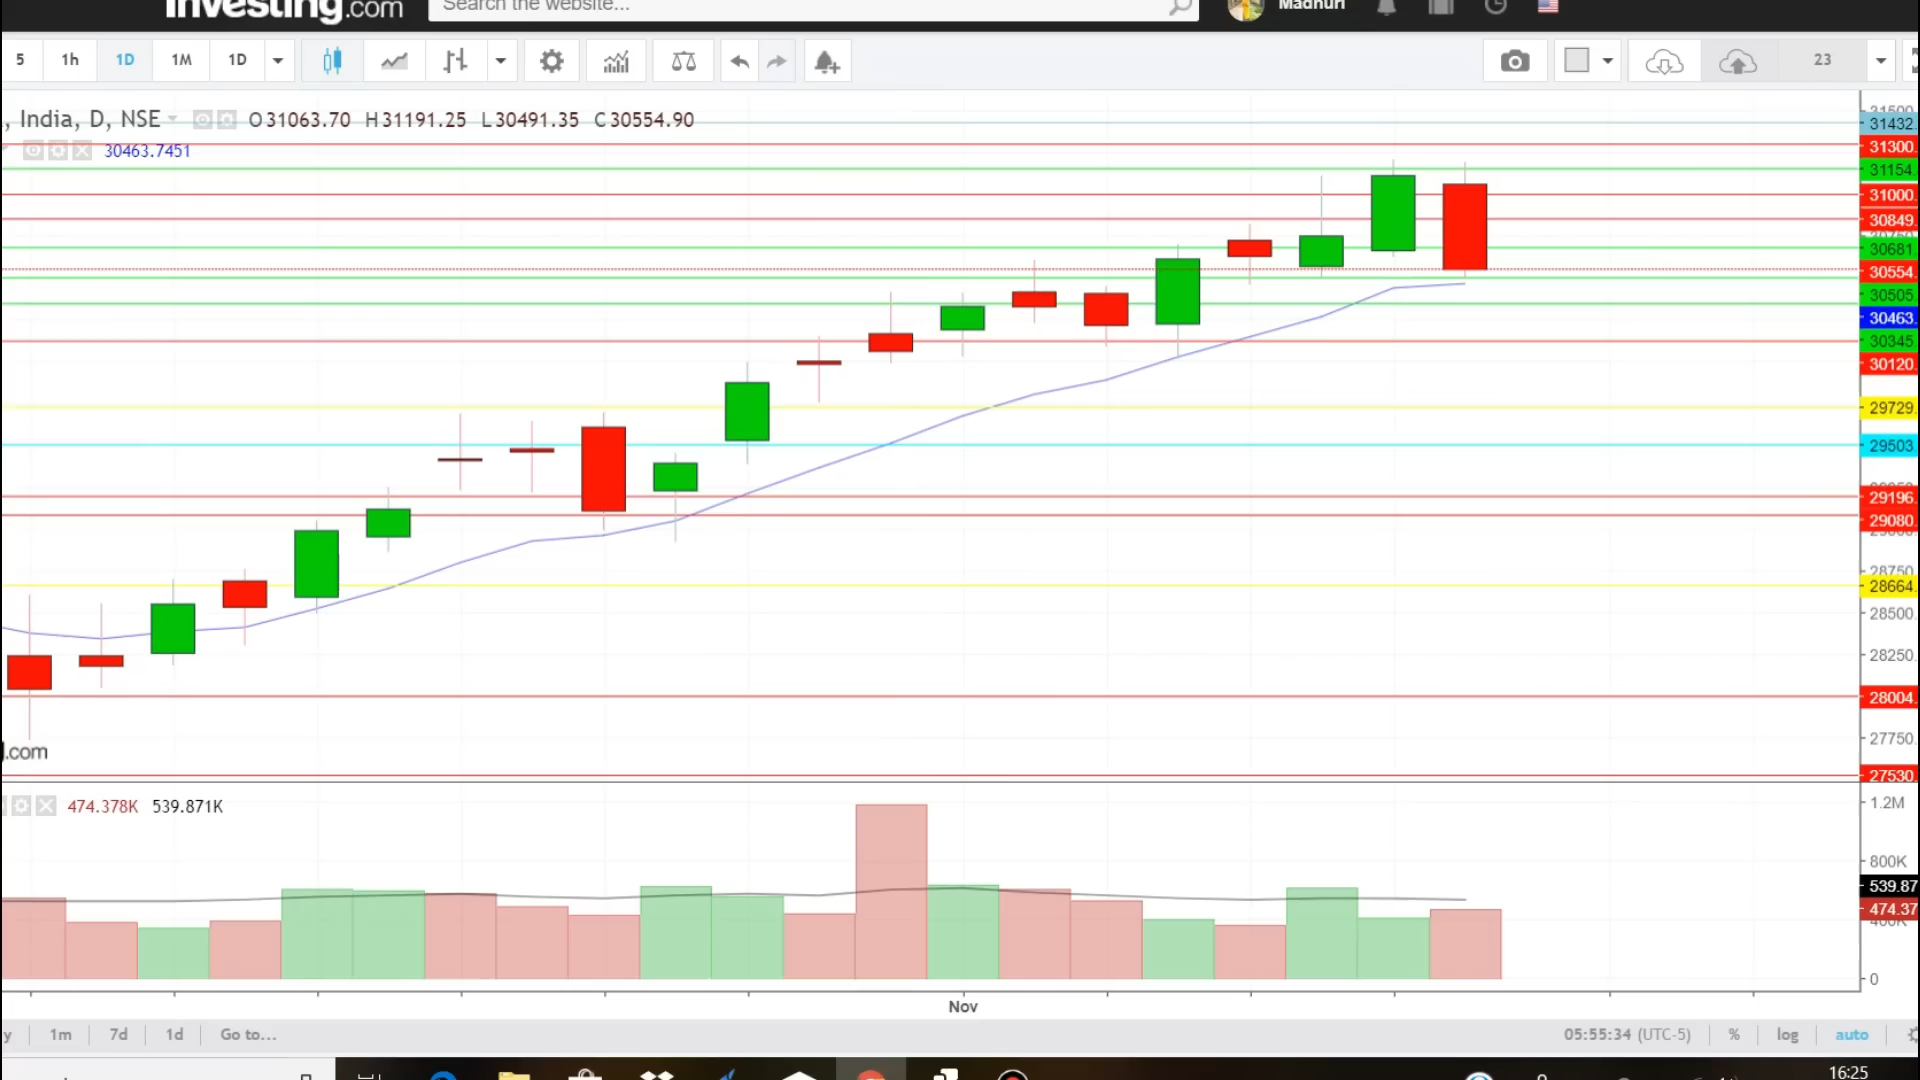 Investing.com
Search the website...
Madhuri
5
1h
1D
1M
1D
23
, India, D, NSE
O31063.70 H31191.25 L30491.35 C30554.90
30463.7451
31500.
31432.
31300.
31154.
31000.
30849.
30681.
30554.
30505.
30463.
30345.
30120.
29729.
29503.
29196.
29080.
28750.
28664.
28500.
28250.
28004.
27750.
27530.
.com
474.378K 539.871K
1.2M
800K
539.87
474.37
400K
0
Nov
y
1m
7d
1d
Go to...
05:55:34 (UTC-5)
%
log
auto
16:25